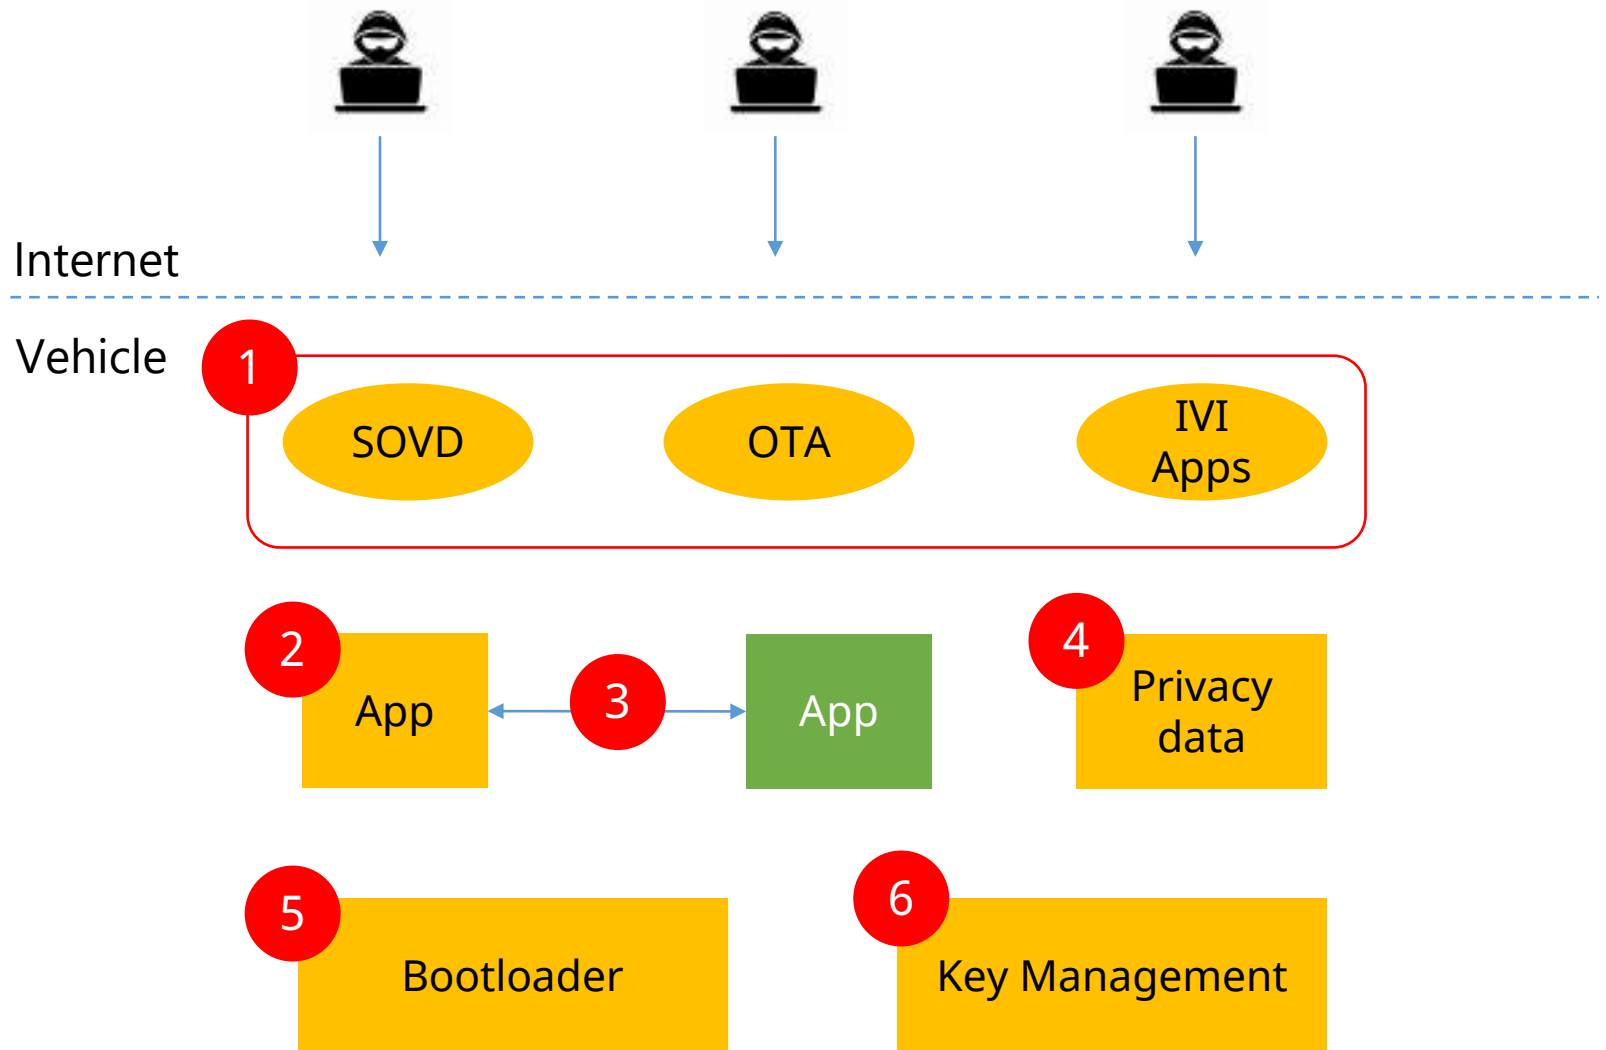 Internet
Vehicle
1
SOVD
OTA
IVI
Apps
2
App
3
App
4
Privacy
data
5
Bootloader
6
Key Management